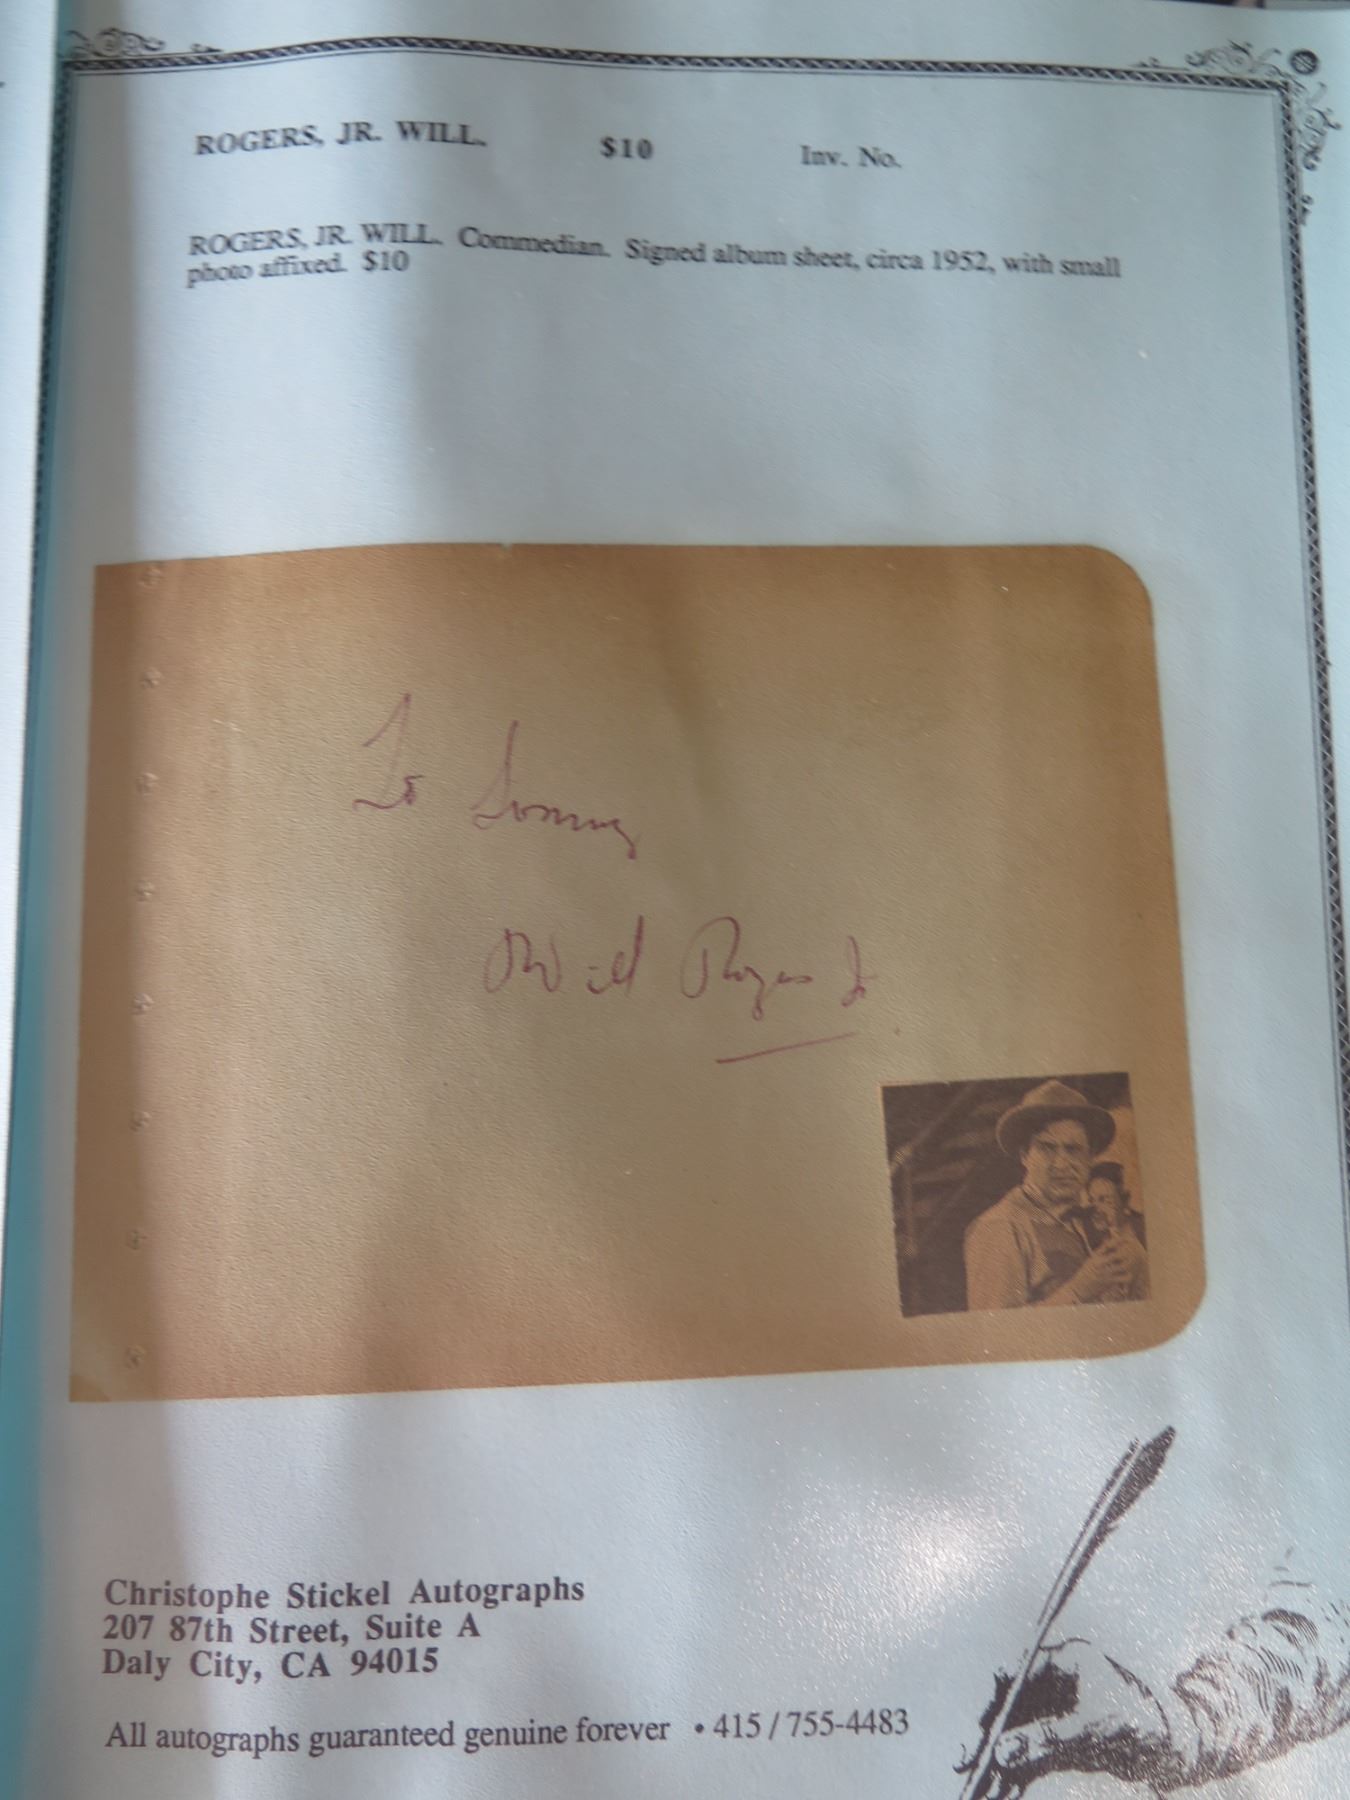 ROGERS, JR. WILL.
$10
Inv. No.
ROGERS, JR. WILL. Commedian. Signed album sheet, circa 1952, with small
photo affixed. $10
To Sonny
Will Rogers Jr
Christophe Stickel Autographs
207 87th Street, Suite A
Daly City, CA 94015
All autographs guaranteed genuine forever • 415 / 755-4483